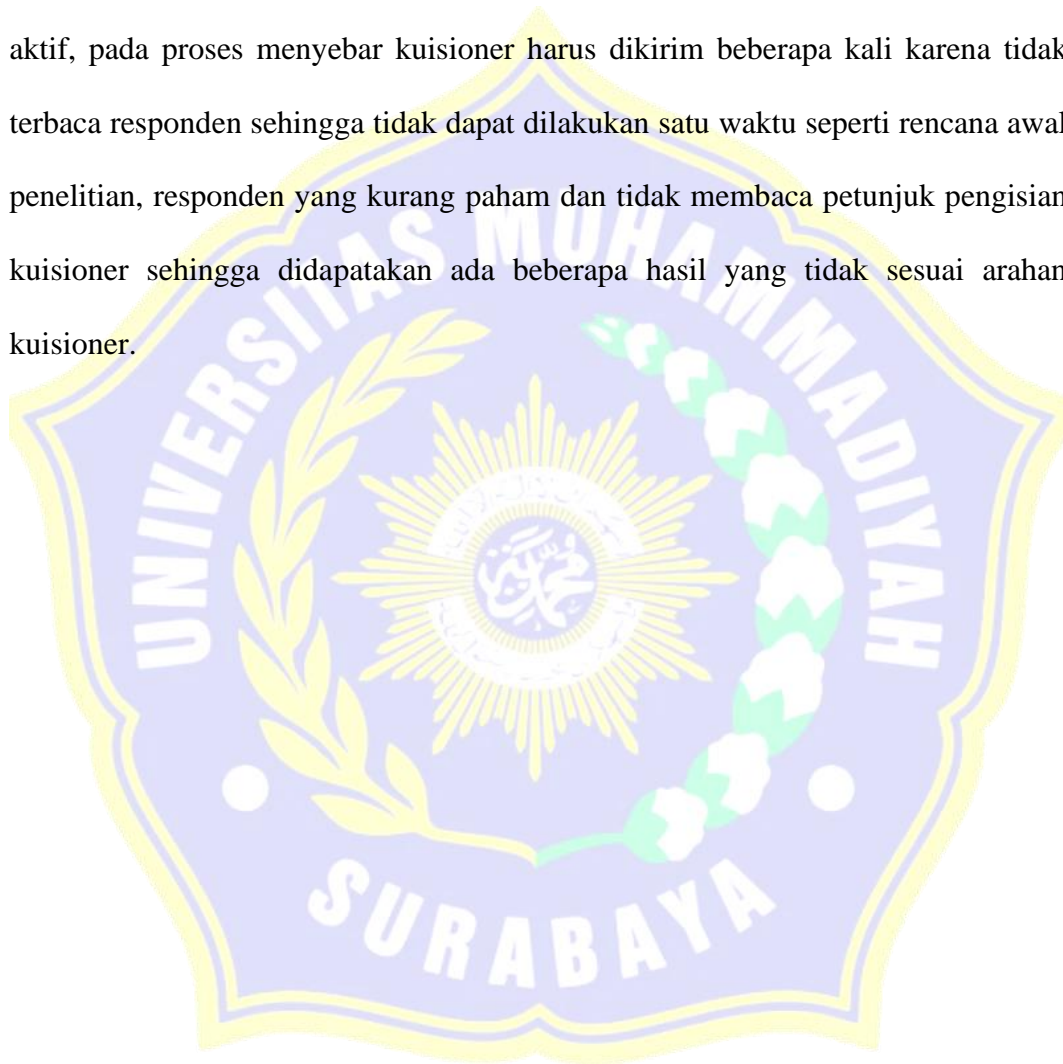 aktif, pada proses menyebar kuisioner harus dikirim beberapa kali karena tidak
terbaca responden sehingga tidak dapat dilakukan satu waktu seperti rencana awal
penelitian, responden yang kurang paham dan tidak membaca petunjuk pengisian
kuisioner sehingga didapatakan ada beberapa hasil yang tidak sesuai arahan
kuisioner.
UNIVERSITAS MUHAMMADIYAH
SURABAYA